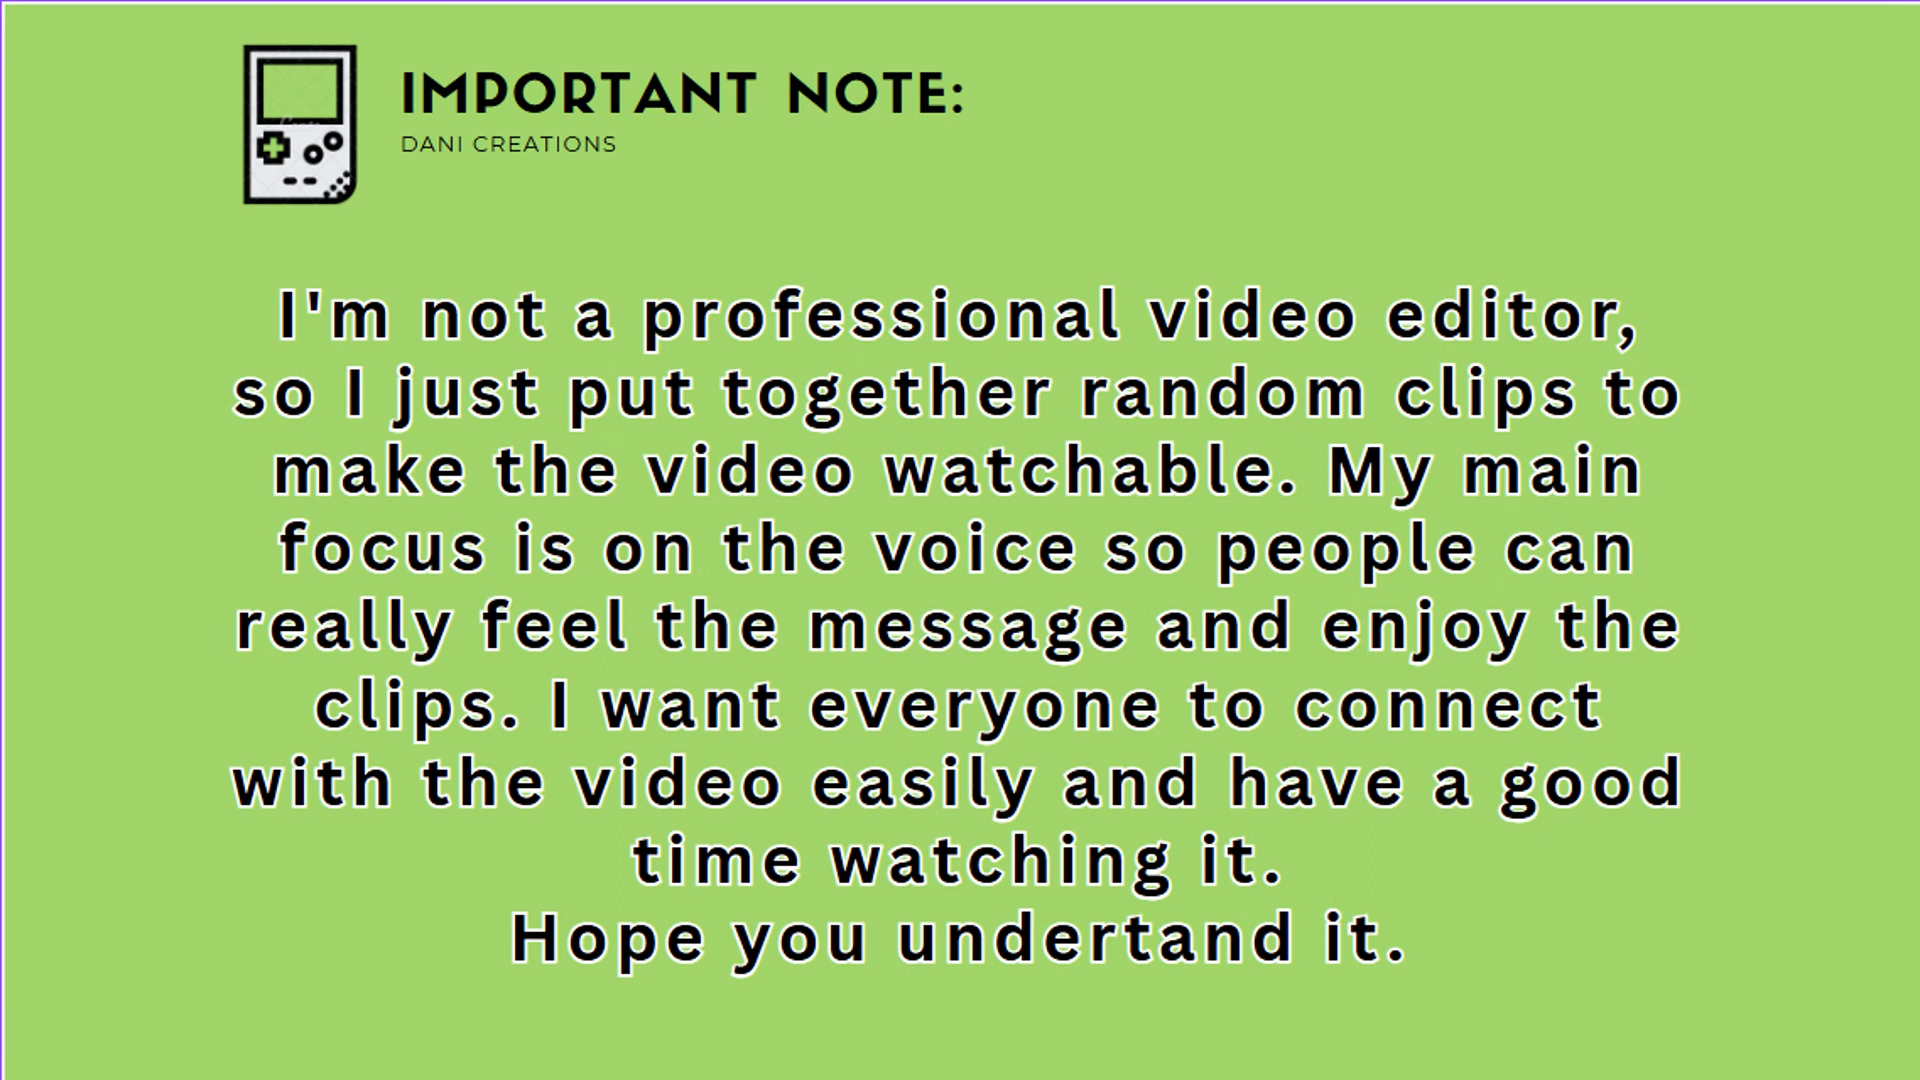 IMPORTANT NOTE:
DANI CREATIONS
I'm not a professional video editor,
so I just put together random clips to
make the video watchable. My main
focus is on the voice so people can
really feel the message and enjoy the
clips. I want everyone to connect
with the video easily and have a good
time watching it.
Hope you undertand it.